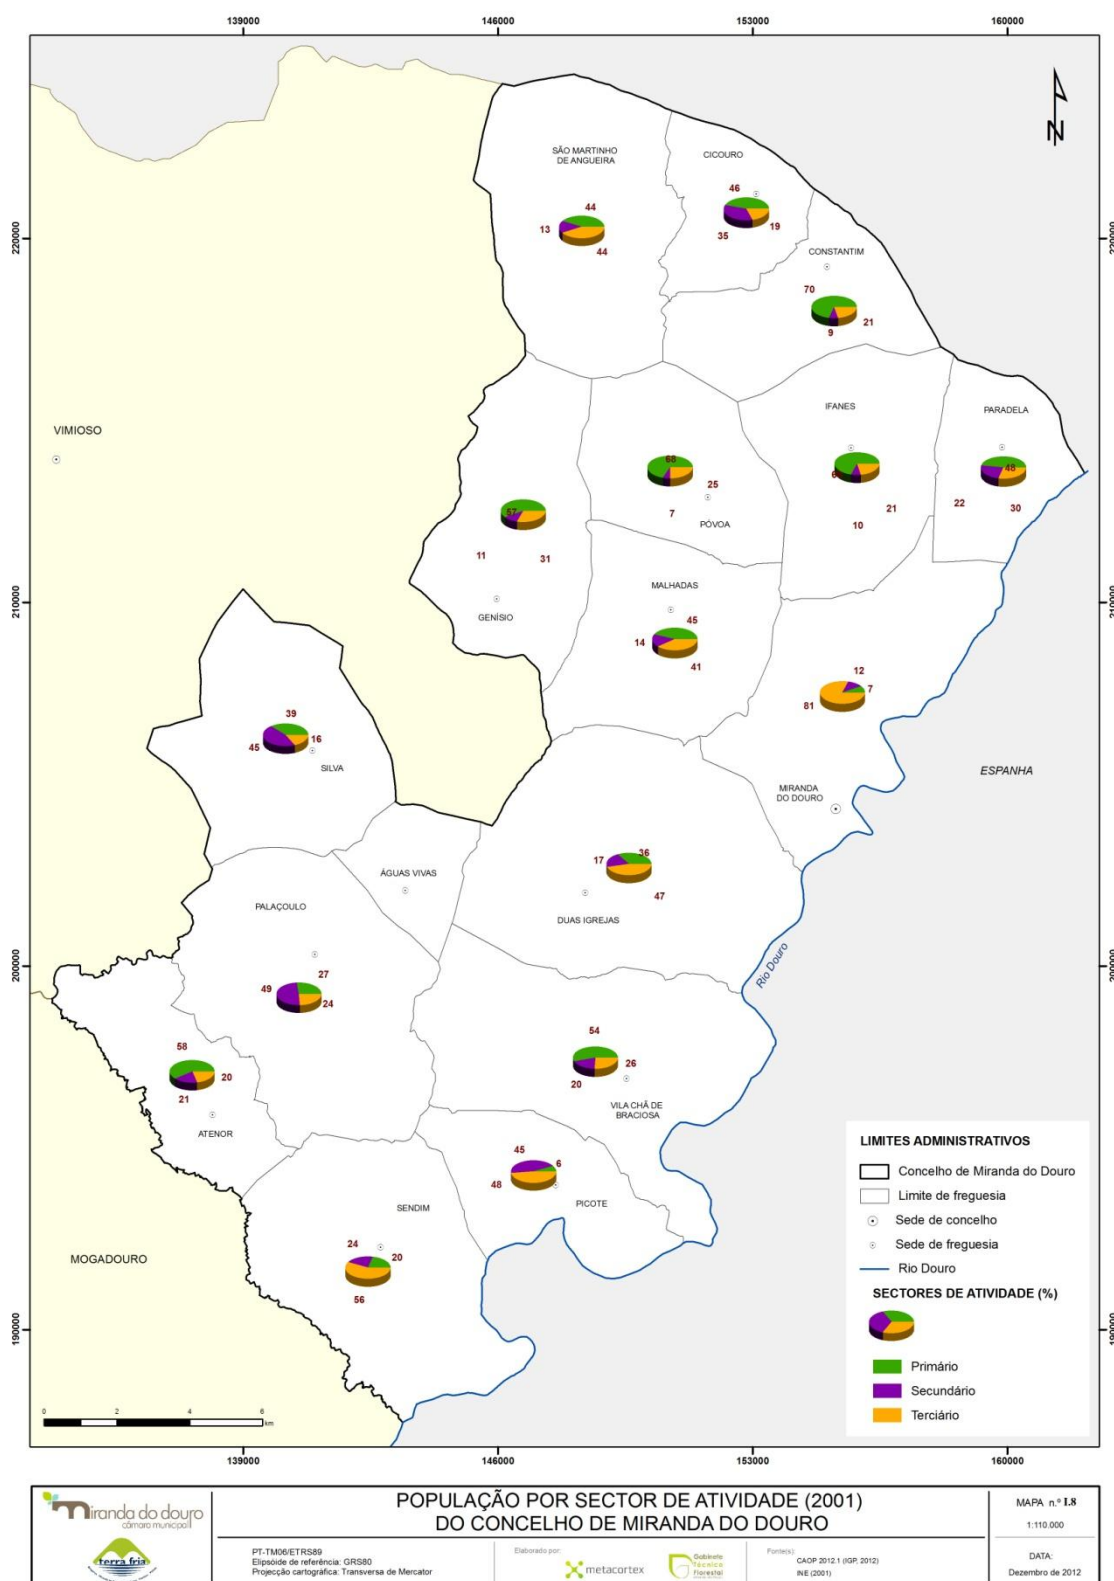 139000
146000
153000
160000
220000
220000
210000
210000
200000
200000
190000
190000
N
SÃO MARTINHO
DE ANGUEIRA
44
13
44
CICOURO
46
35
19
CONSTANTIM
70
9
21
IFANES
21
10
PARADELA
48
22
30
68
25
7
PÓVOA
57
11
31
GENÍSIO
MALHADAS
45
14
41
12
7
81
MIRANDA
DO DOURO
ESPANHA
VIMIOSO
39
45
16
SILVA
ÁGUAS VIVAS
17
36
47
DUAS IGREJAS
PALAÇOULO
27
49
24
Rio Douro
58
20
21
ATENOR
54
26
20
VILA CHÃ DE
BRACIOSA
45
6
48
PICOTE
SENDIM
24
20
56
MOGADOURO
LIMITES ADMINISTRATIVOS
Concelho de Miranda do Douro
Limite de freguesia
Sede de concelho
Sede de freguesia
Rio Douro
SECTORES DE ATIVIDADE (%)
Primário
Secundário
Terciário
0 2 4 6
km
139000
146000
153000
160000
miranda do douro
câmara municipal
terra fria
POPULAÇÃO POR SECTOR DE ATIVIDADE (2001)
DO CONCELHO DE MIRANDA DO DOURO
PT-TM06/ETRS89
Elipsóide de referência: GRS80
Projecção cartográfica: Transversa de Mercator
Elaborado por:
metacortex
Gabinete
Técnico
Florestal
Fonte(s):
CAOP 2012.1 (IGP, 2012)
INE (2001)
MAPA n.º I.8
1:110.000
DATA:
Dezembro de 2012